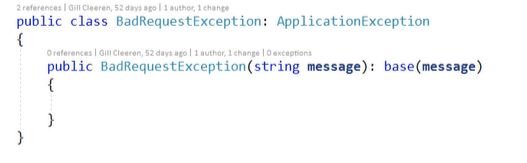 2 references | Gill Cleeren, 52 days ago | 1 author, 1 change
public class BadRequestException: ApplicationException
{
0 references | Gill Cleeren, 52 days ago | 1 author, 1 change | 0 exceptions
public BadRequestException(string message): base(message)
{
}
}